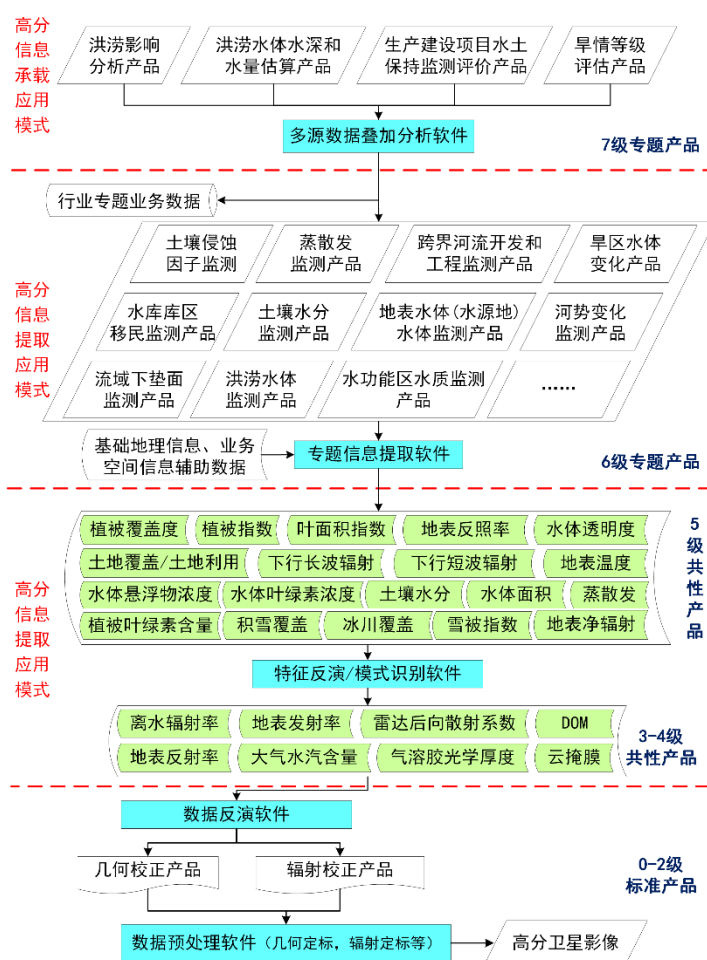 高分
信息
承载
应用
模式
洪涝影响
分析产品
洪涝水体水深和
水量估算产品
生产建设项目水土
保持监测评价产品
旱情等级
评估产品
多源数据叠加分析软件
7级专题产品
行业专题业务数据
高分
信息
提取
应用
模式
土壤侵蚀
因子监测
蒸散发
监测产品
跨界河流开发和
工程监测产品
旱区水体
变化产品
水库库区
移民监测产品
土壤水分
监测产品
地表水体(水源地)
水体监测产品
河势变化
监测产品
流域下垫面
监测产品
洪涝水体
监测产品
水功能区水质监测
产品
……
基础地理信息、业务
空间信息辅助数据
专题信息提取软件
6级专题产品
高分
信息
提取
应用
模式
植被覆盖度
植被指数
叶面积指数
地表反照率
水体透明度
土地覆盖/土地利用
下行长波辐射
下行短波辐射
地表温度
水体悬浮物浓度
水体叶绿素浓度
土壤水分
水体面积
蒸散发
植被叶绿素含量
积雪覆盖
冰川覆盖
雪被指数
地表净辐射
5
级
共
性
产
品
特征反演/模式识别软件
离水辐射率
地表发射率
雷达后向散射系数
DOM
地表反射率
大气水汽含量
气溶胶光学厚度
云掩膜
3-4级
共性产品
数据反演软件
几何校正产品
辐射校正产品
0-2级
标准产品
数据预处理软件（几何定标，辐射定标等）
高分卫星影像